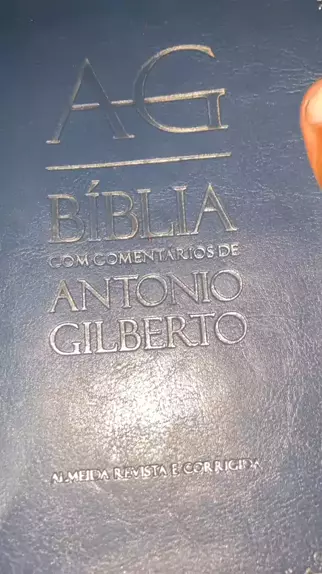 AG
BÍBLIA
COM COMENTÁRIOS DE
ANTONIO
GILBERTO
ALMEIDA REVISTA E CORRIGIDA